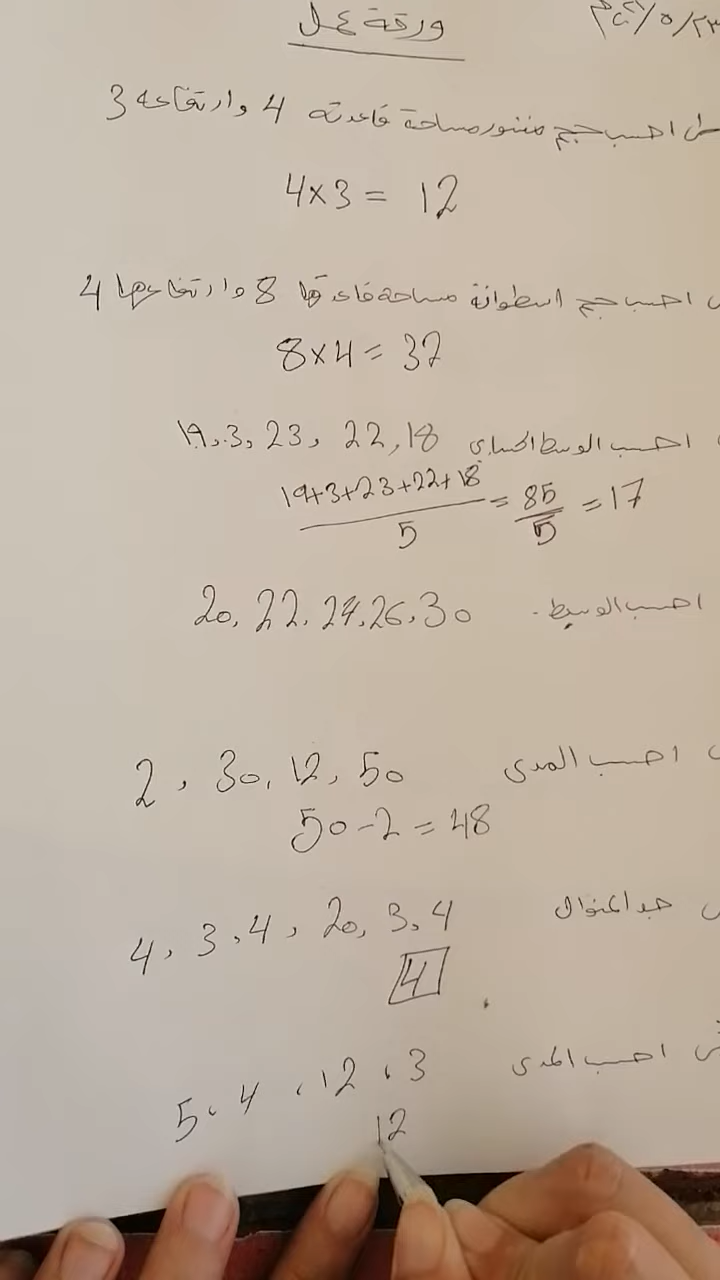 ورقة عمل
احسب حجم منشور مساحة قاعدته 4 وارتفاعه 3
4×3 = 12
احسب حجم اسطوانة مساحة قاعدتها 8 وارتفاعها 4
8×4 = 32
احسب الوسط الحسابي 19, 3, 23, 22, 18
19+3+23+22+18 / 5 = 85 / 5 = 17
احسب الوسيط. 20, 22, 24, 26, 30
احسب المدى 2, 30, 12, 50
50-2 = 48
جد المنوال 4, 3, 4, 20, 3, 4
4
احسب المدى 5, 4, 12, 3
12